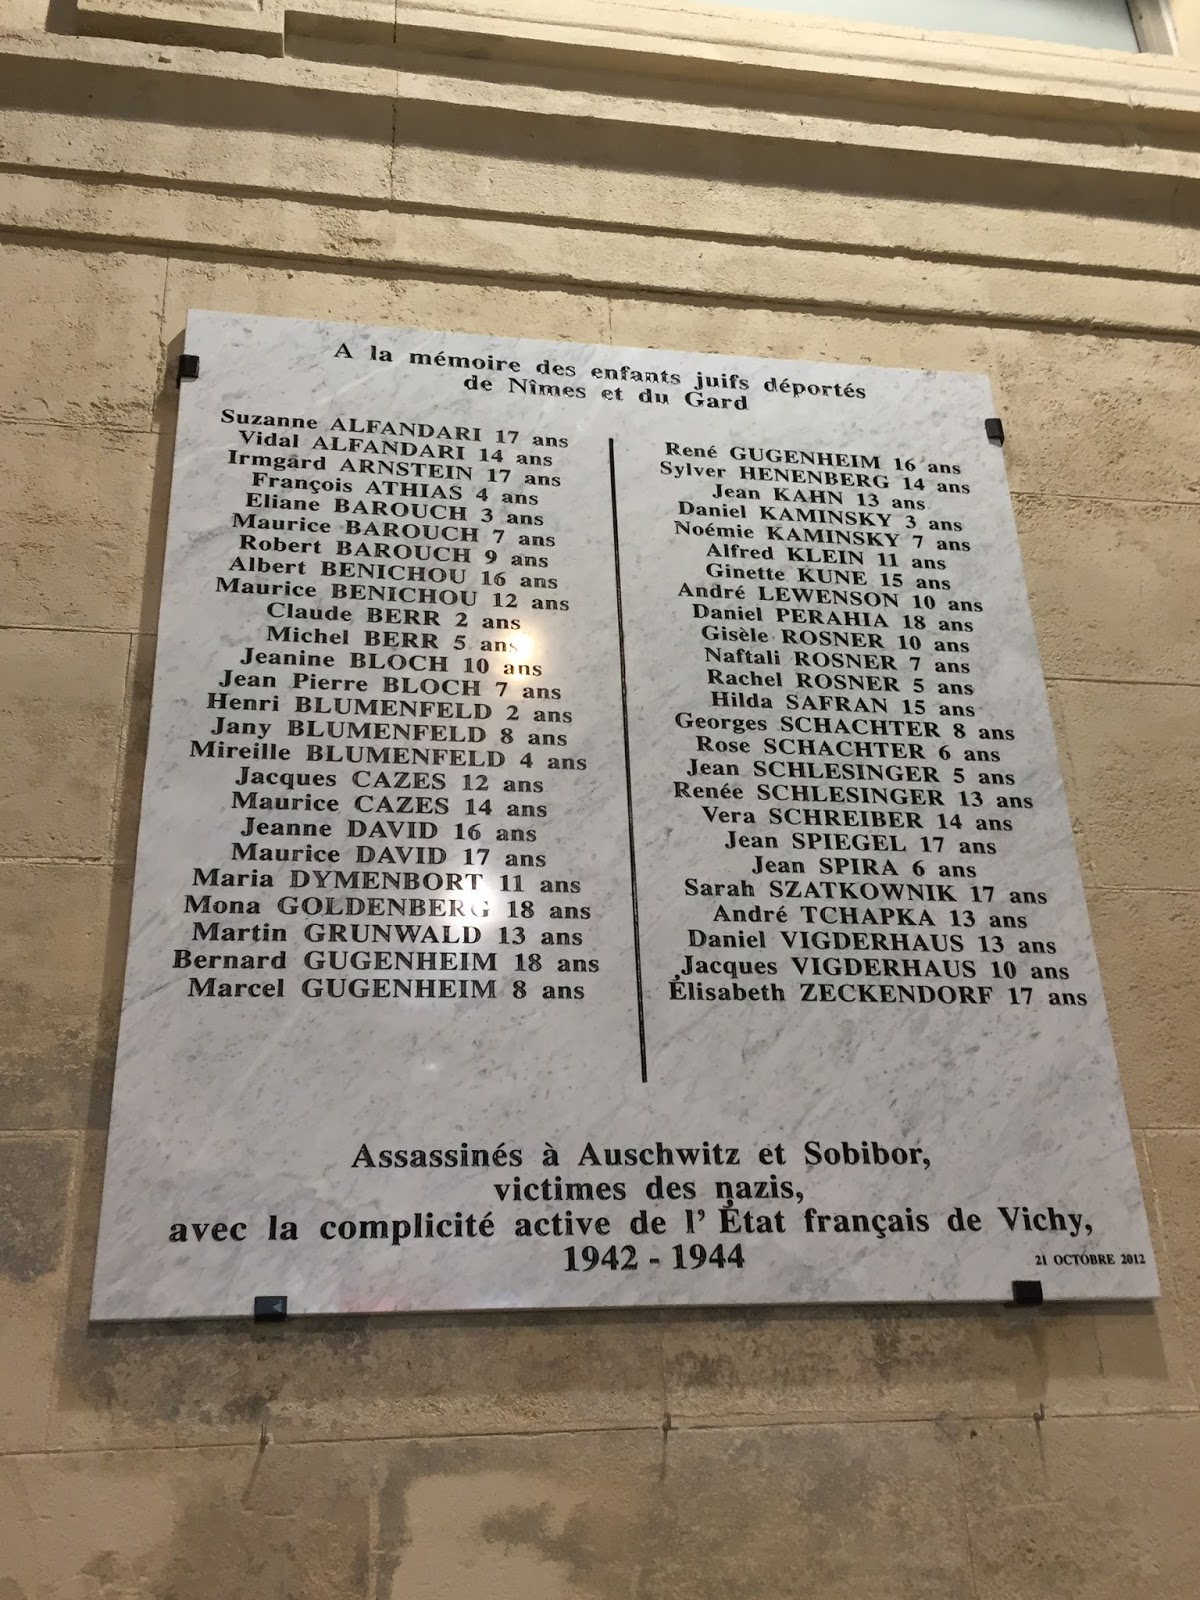 A la mémoire des enfants juifs déportés
de Nîmes et du Gard
Suzanne ALFANDARI 17 ans
Vidal ALFANDARI 14 ans
Irmgard ARNSTEIN 17 ans
François ATHIAS 4 ans
Eliane BAROUCH 3 ans
Maurice BAROUCH 7 ans
Robert BAROUCH 9 ans
Albert BENICHOU 16 ans
Maurice BENICHOU 12 ans
Claude BERR 2 ans
Michel BERR 5 ans
Jeanine BLOCH 10 ans
Jean Pierre BLOCH 7 ans
Henri BLUMENFELD 2 ans
Jany BLUMENFELD 8 ans
Mireille BLUMENFELD 4 ans
Jacques CAZES 12 ans
Maurice CAZES 14 ans
Jeanne DAVID 16 ans
Maurice DAVID 17 ans
Maria DYMENBORT 11 ans
Mona GOLDENBERG 18 ans
Martin GRUNWALD 13 ans
Bernard GUGENHEIM 18 ans
Marcel GUGENHEIM 8 ans
René GUGENHEIM 16 ans
Sylver HENENBERG 14 ans
Jean KAHN 13 ans
Daniel KAMINSKY 3 ans
Noémie KAMINSKY 7 ans
Alfred KLEIN 11 ans
Ginette KUNE 15 ans
André LEWENSON 10 ans
Daniel PERAHIA 18 ans
Gisèle ROSNER 10 ans
Naftali ROSNER 7 ans
Rachel ROSNER 5 ans
Hilda SAFRAN 15 ans
Georges SCHACHTER 8 ans
Rose SCHACHTER 6 ans
Jean SCHLESINGER 5 ans
Renée SCHLESINGER 13 ans
Vera SCHREIBER 14 ans
Jean SPIEGEL 17 ans
Jean SPIRA 6 ans
Sarah SZATKOWNIK 17 ans
André TCHAPKA 13 ans
Daniel VIGDERHAUS 13 ans
Jacques VIGDERHAUS 10 ans
Élisabeth ZECKENDORF 17 ans
Assassinés à Auschwitz et Sobibor,
victimes des nazis,
avec la complicité active de l' État français de Vichy,
1942 - 1944
21 OCTOBRE 2012